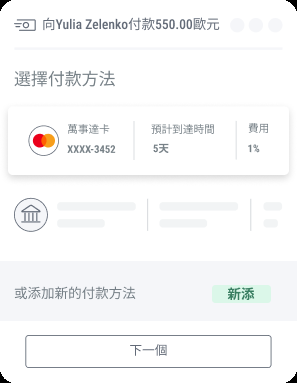 向Yulia Zelenko付款550.00歐元
選擇付款方法
萬事達卡
預計到達時間
費用
XXXX-3452
5天
1%
或添加新的付款方法
新添
下一個